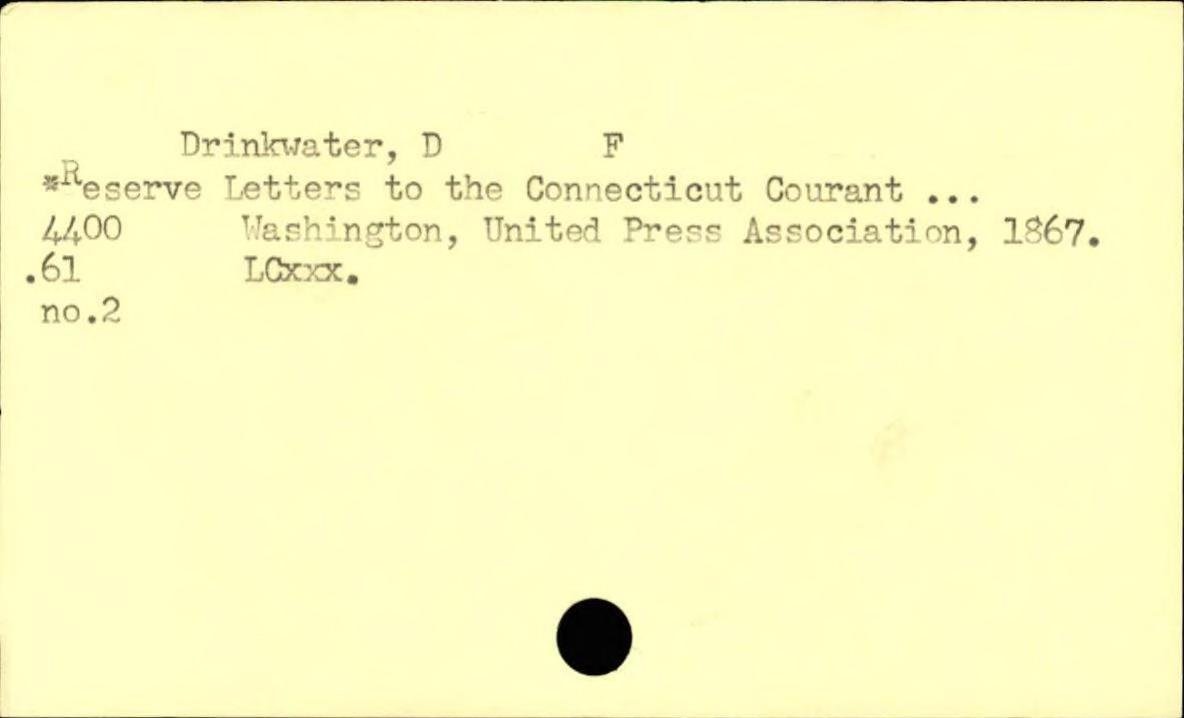 Drinkwater, D F
*Reserve Letters to the Connecticut Courant ...
4400 Washington, United Press Association, 1867.
.61 LCxxx.
no.2